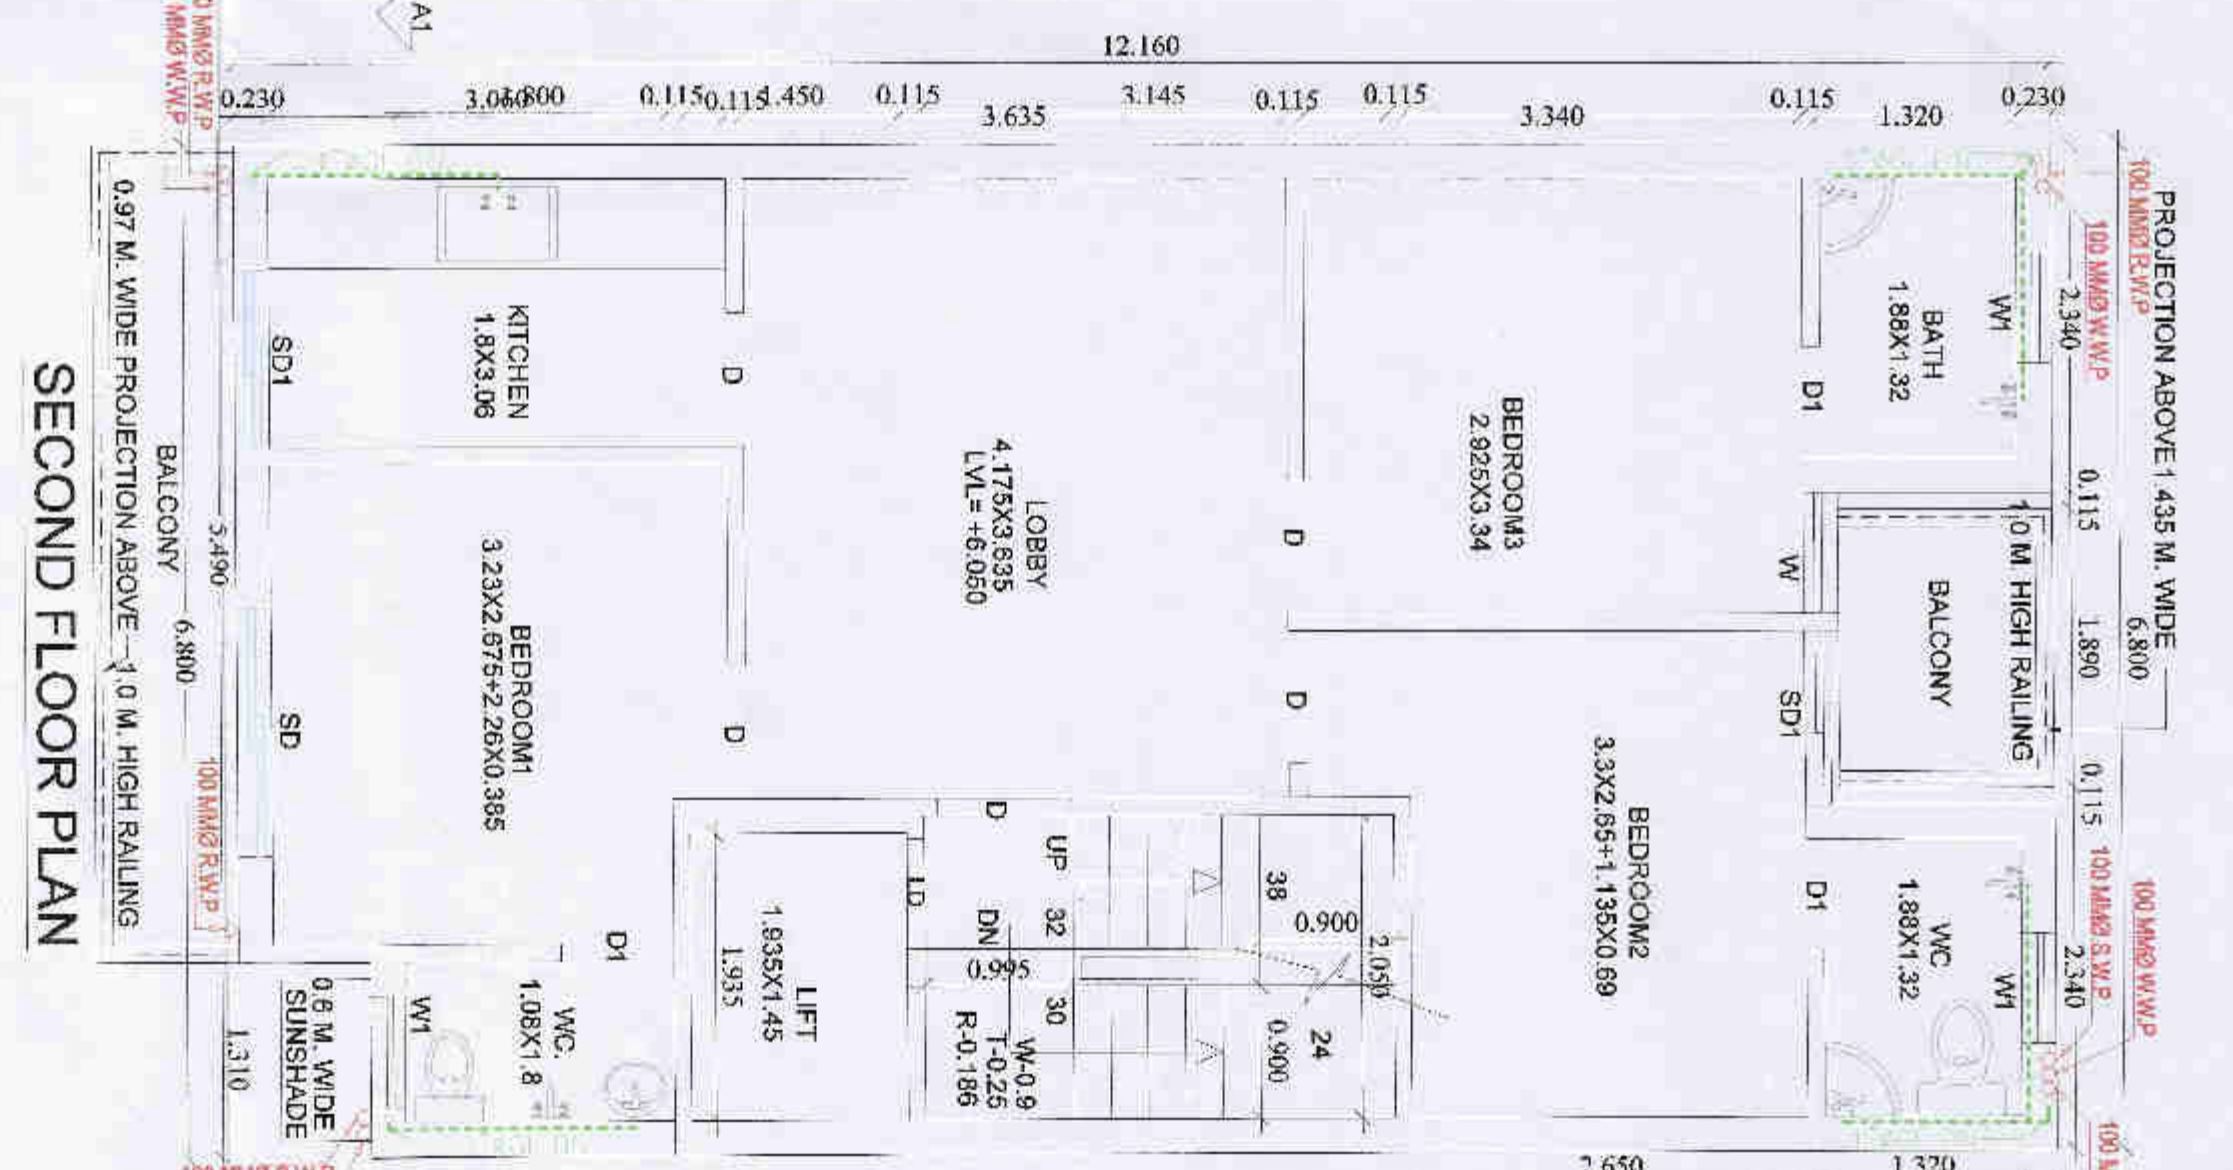 A1
12.160
0.230
3.060
1.800
0.115
0.115
1.450
0.115
3.635
3.145
0.115
0.115
3.340
0.115
1.320
0.230
MMØ R.W.P
MMØ W.W.P
0.97 M. WIDE PROJECTION ABOVE
1.0 M. HIGH RAILING
BALCONY
5.490
6.800
100 MMØ R.W.P
SD1
SD
KITCHEN
1.8X3.06
D
BEDROOM1
3.23X2.675+2.26X0.385
D
D1
LOBBY
4.175X3.635
LVL= +6.050
D
D
BEDROOM3
2.925X3.34
BEDROOM2
3.3X2.65+1.135X0.69
BATH
1.88X1.32
W1
D1
W
SD1
BALCONY
1.0 M. HIGH RAILING
D1
WC
1.88X1.32
W1
PROJECTION ABOVE 1.435 M. WIDE
100 MMØ R.W.P
100 MMØ W.W.P
2.340
0.115
1.890
6.800
0.115
100 MMØ S.W.P
100 MMØ W.W.P
2.340
D
UP
32
DN
0.995
30
38
0.900
2.050
24
0.900
W-0.9
T-0.25
R-0.186
LD
LIFT
1.935X1.45
1.935
WC.
1.08X1.8
W1
0.6 M. WIDE
SUNSHADE
1.310
2.650
1.320
SECOND FLOOR PLAN